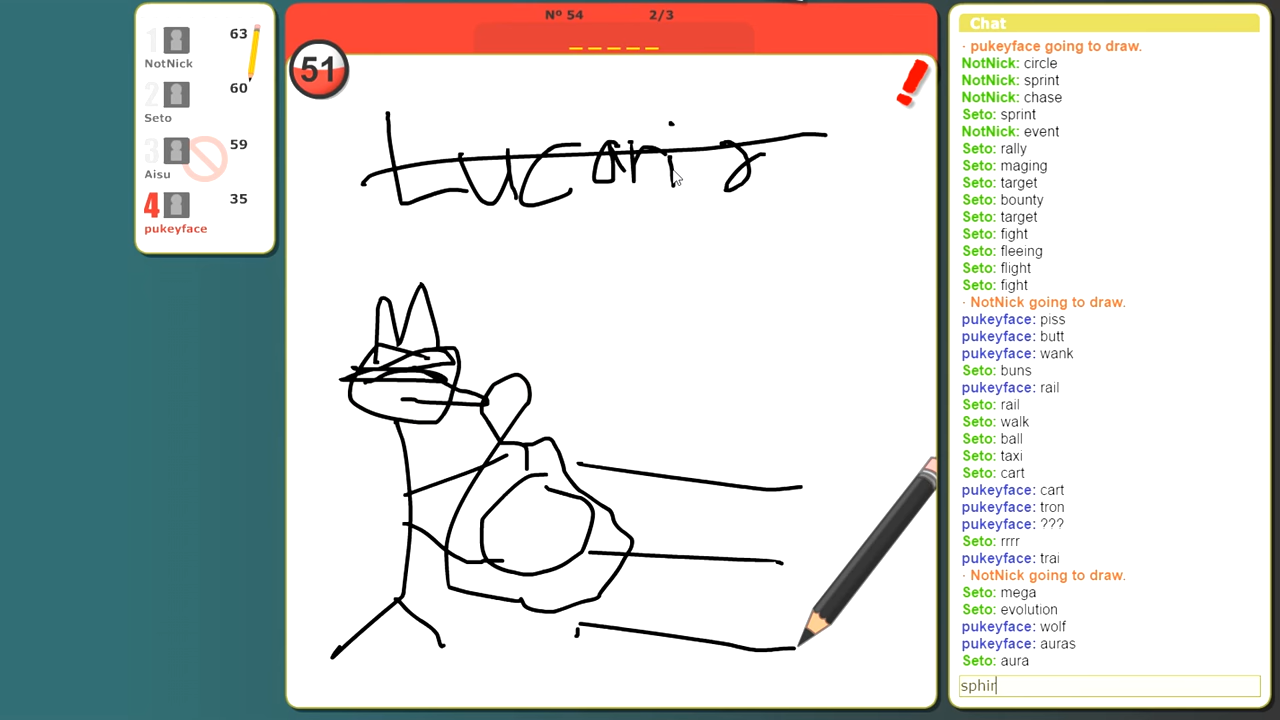 1
NotNick
63
2
Seto
60
3
Aisu
59
4
pukeyface
35
Nº 54
2/3
_ _ _ _ _
51
!
Lucario
Chat
· pukeyface going to draw.
NotNick: circle
NotNick: sprint
NotNick: chase
Seto: sprint
NotNick: event
Seto: rally
Seto: maging
Seto: target
Seto: bounty
Seto: target
Seto: fight
Seto: fleeing
Seto: flight
Seto: fight
· NotNick going to draw.
pukeyface: piss
pukeyface: butt
pukeyface: wank
Seto: buns
pukeyface: rail
Seto: rail
Seto: walk
Seto: ball
Seto: taxi
Seto: cart
pukeyface: cart
pukeyface: tron
pukeyface: ???
Seto: rrrr
pukeyface: trai
· NotNick going to draw.
Seto: mega
Seto: evolution
pukeyface: wolf
pukeyface: auras
Seto: aura
sphir